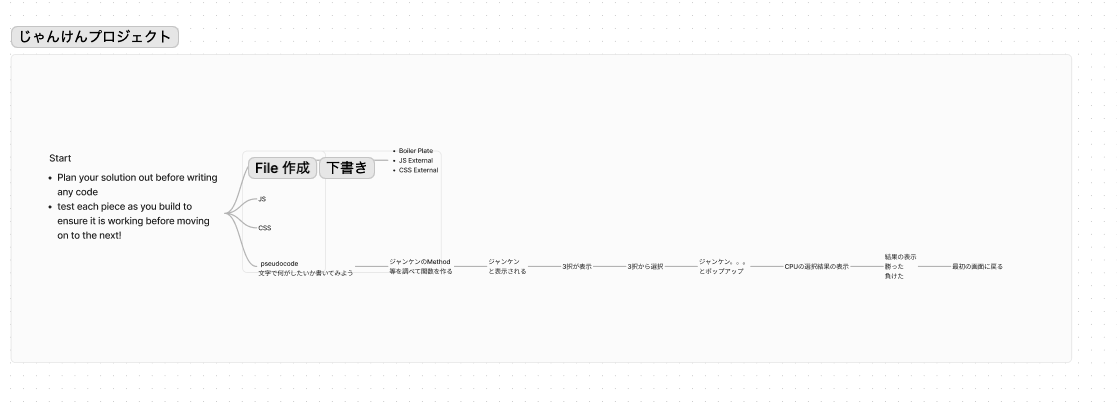 じゃんけんプロジェクト
Start
• Plan your solution out before writing
any code
• test each piece as you build to
ensure it is working before moving
on to the next!
File 作成
下書き
• Boiler Plate
• JS External
• CSS External
JS
CSS
pseudocode
文字で何がしたいか書いてみよう
ジャンケンのMethod
等を調べて関数を作る
ジャンケン
と表示される
3択が表示
3択から選択
ジャンケン。。。
とポップアップ
CPUの選択結果の表示
結果の表示
勝った
負けた
最初の画面に戻る